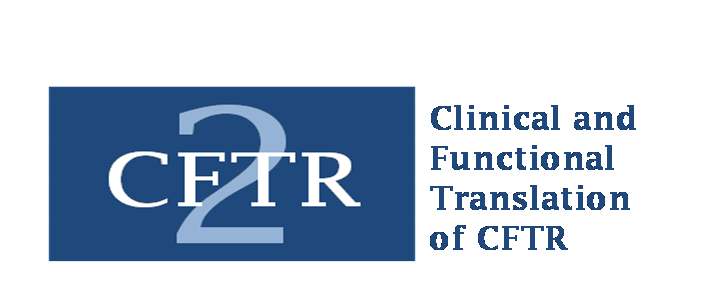 CFTR
2
Clinical and
Functional
Translation
of CFTR